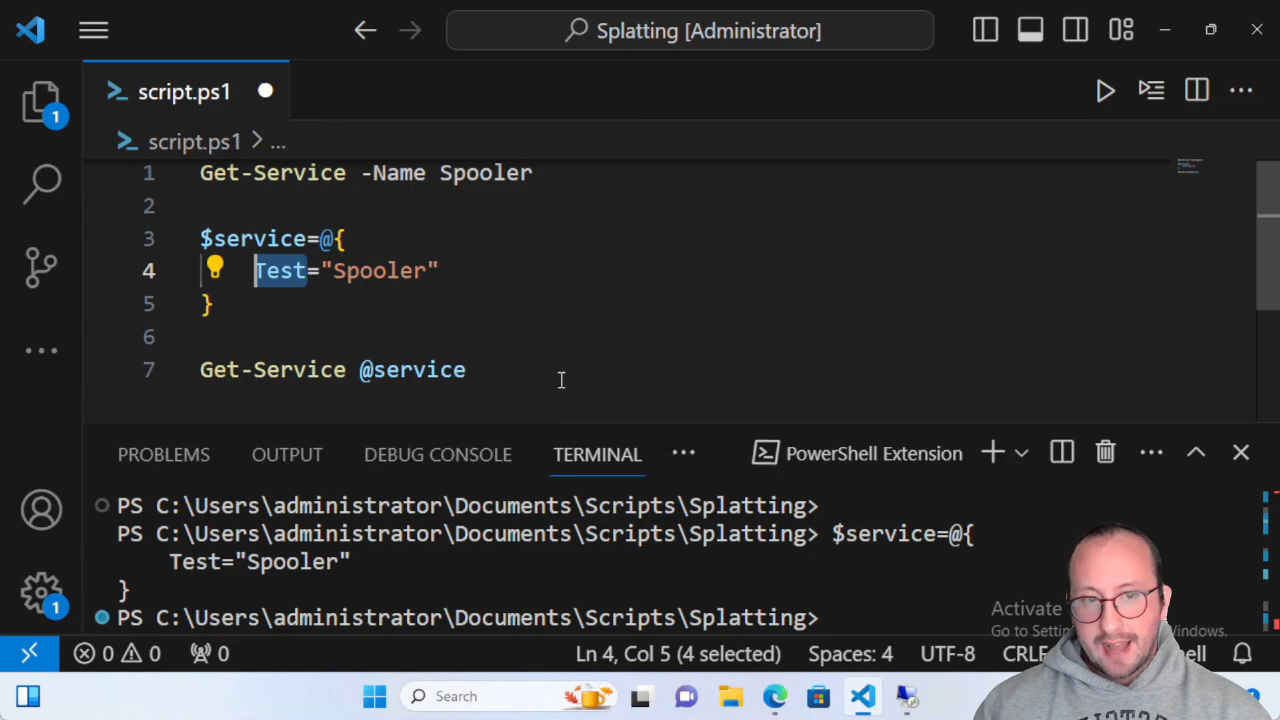 Splatting [Administrator]
script.ps1
1
script.ps1 > ...
1 Get-Service -Name Spooler
2
3 $service=@{
4 Test="Spooler"
5 }
6
7 Get-Service @service
PROBLEMS OUTPUT DEBUG CONSOLE TERMINAL ... PowerShell Extension
PS C:\Users\administrator\Documents\Scripts\Splatting>
PS C:\Users\administrator\Documents\Scripts\Splatting> $service=@{
Test="Spooler"
}
PS C:\Users\administrator\Documents\Scripts\Splatting>
Activate
Go to Windows.
1
0 0 0 Ln 4, Col 5 (4 selected) Spaces: 4 UTF-8
Search